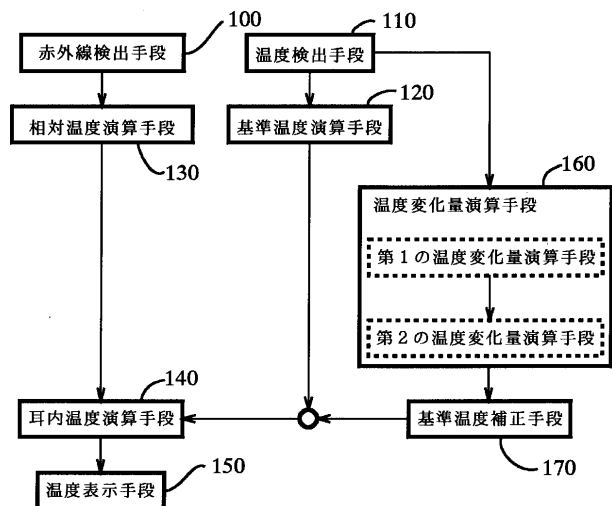 100
赤外線検出手段
110
温度検出手段
120
相対温度演算手段
130
基準温度演算手段
160
温度変化量演算手段
第1の温度変化量演算手段
第2の温度変化量演算手段
140
耳内温度演算手段
基準温度補正手段
150
温度表示手段
170